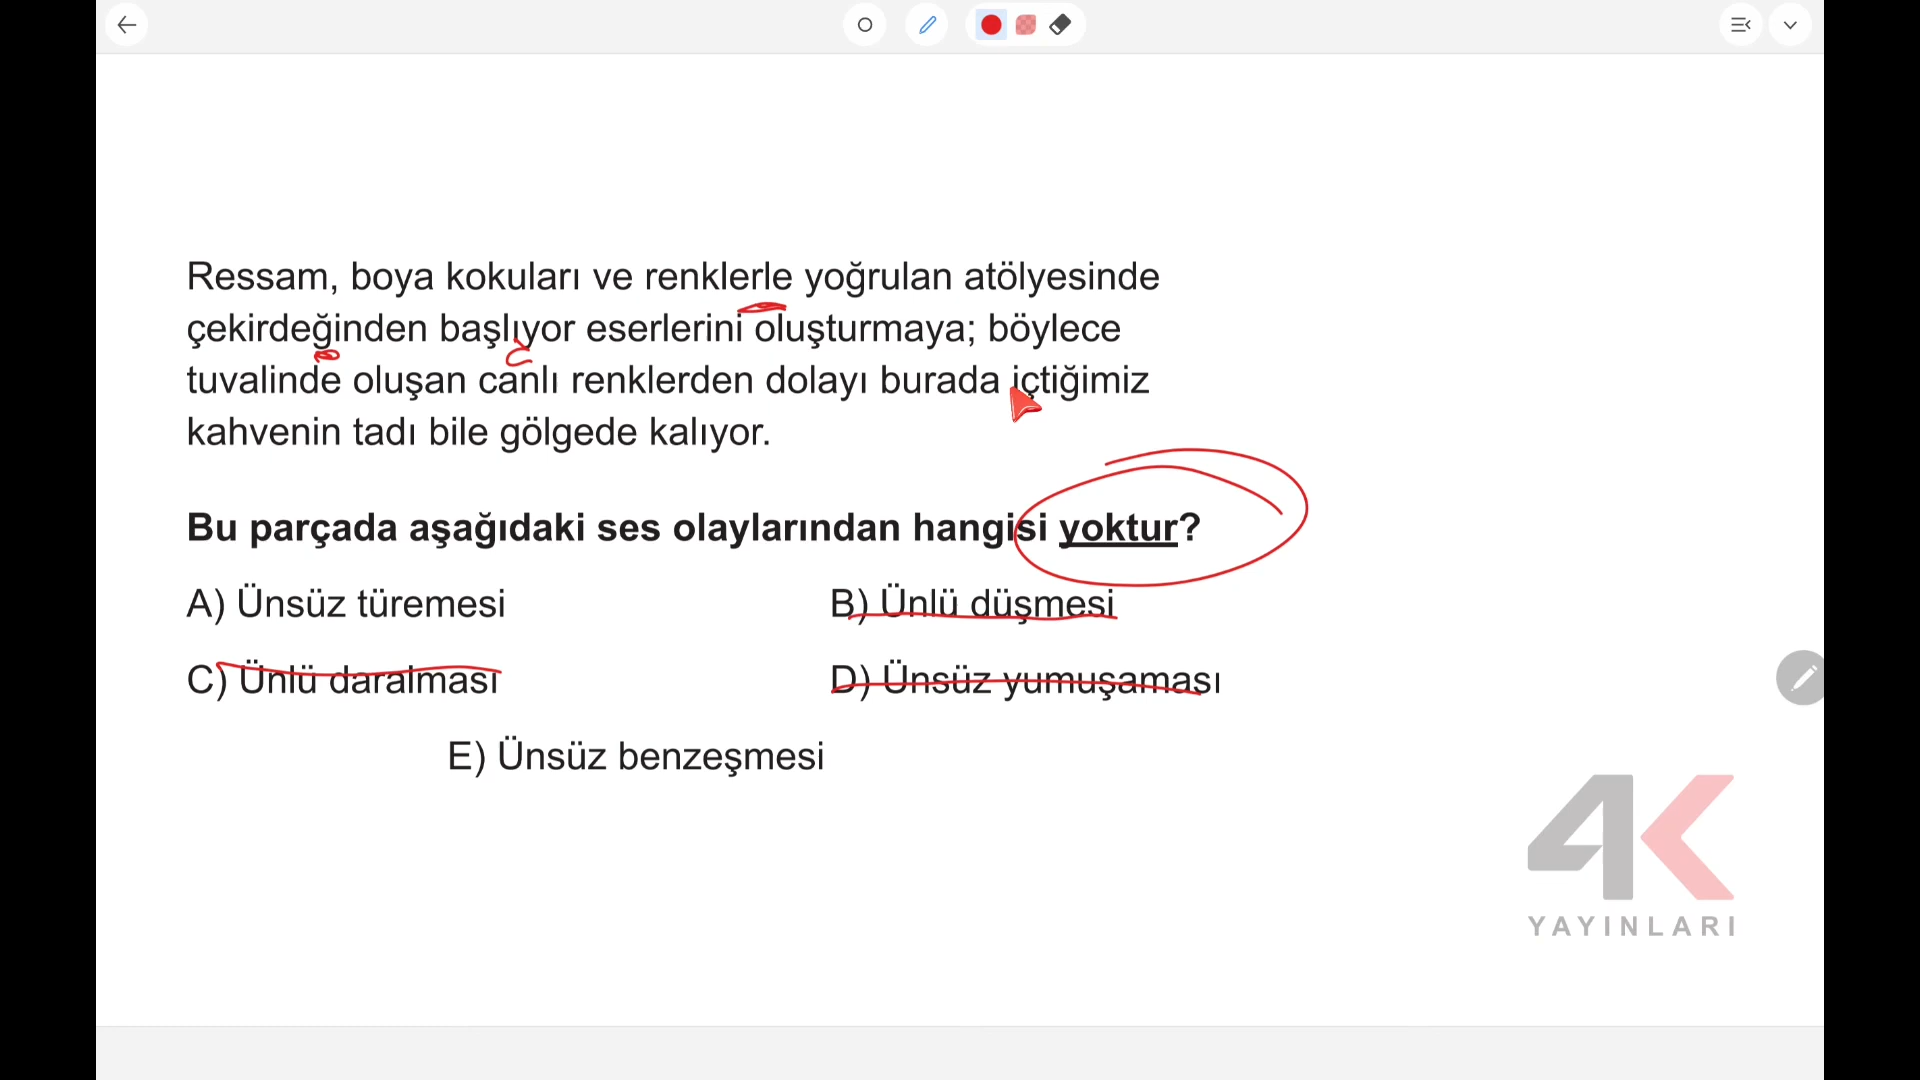 Ressam, boya kokuları ve renklerle yoğrulan atölyesinde
çekirdeğinden başlıyor eserlerini oluşturmaya; böylece
tuvalinde oluşan canlı renklerden dolayı burada içtiğimiz
kahvenin tadı bile gölgede kalıyor.
Bu parçada aşağıdaki ses olaylarından hangisi yoktur?
A) Ünsüz türemesi
B) Ünlü düşmesi
C) Ünlü daralması
D) Ünsüz yumuşaması
E) Ünsüz benzeşmesi
4K
YAYINLARI